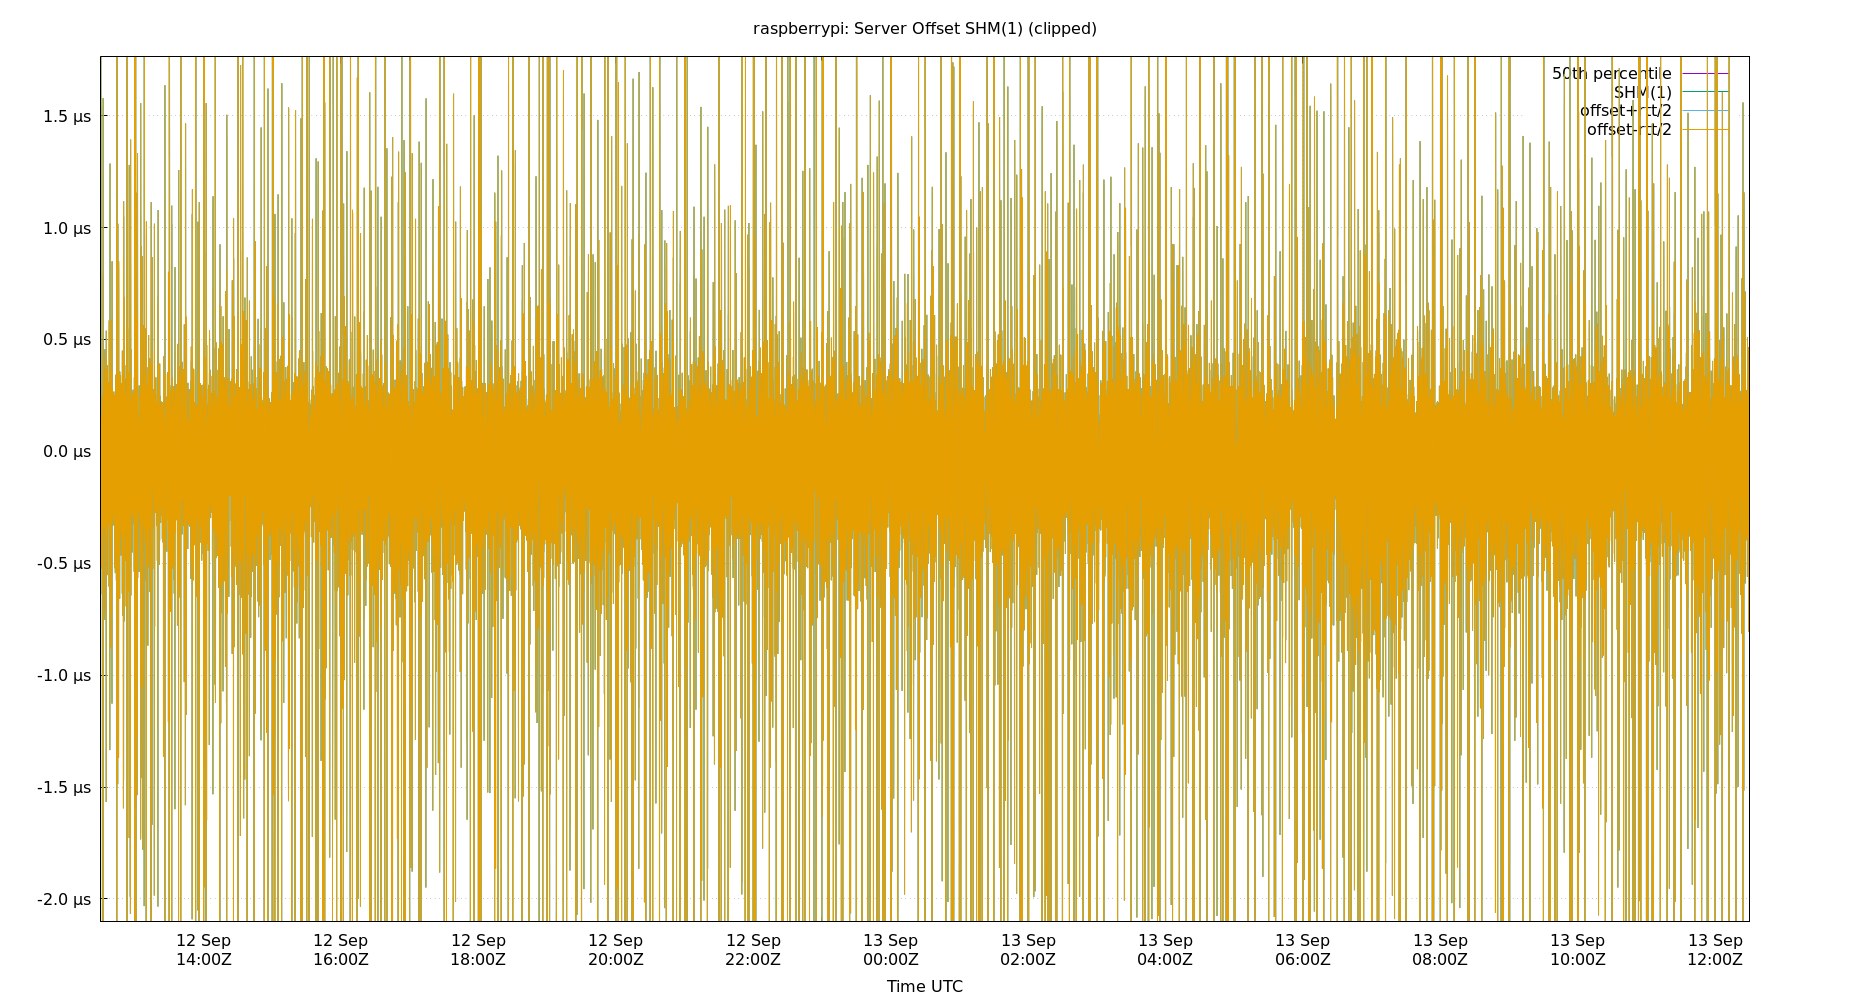 raspberrypi: Server Offset SHM(1) (clipped)
50th percentile
SHM(1)
offset+rtt/2
offset-rtt/2
1.5 µs
1.0 µs
0.5 µs
0.0 µs
-0.5 µs
-1.0 µs
-1.5 µs
-2.0 µs
12 Sep 12 Sep 12 Sep 12 Sep 12 Sep 13 Sep 13 Sep 13 Sep 13 Sep 13 Sep 13 Sep 13 Sep
14:00Z 16:00Z 18:00Z 20:00Z 22:00Z 00:00Z 02:00Z 04:00Z 06:00Z 08:00Z 10:00Z 12:00Z
Time UTC